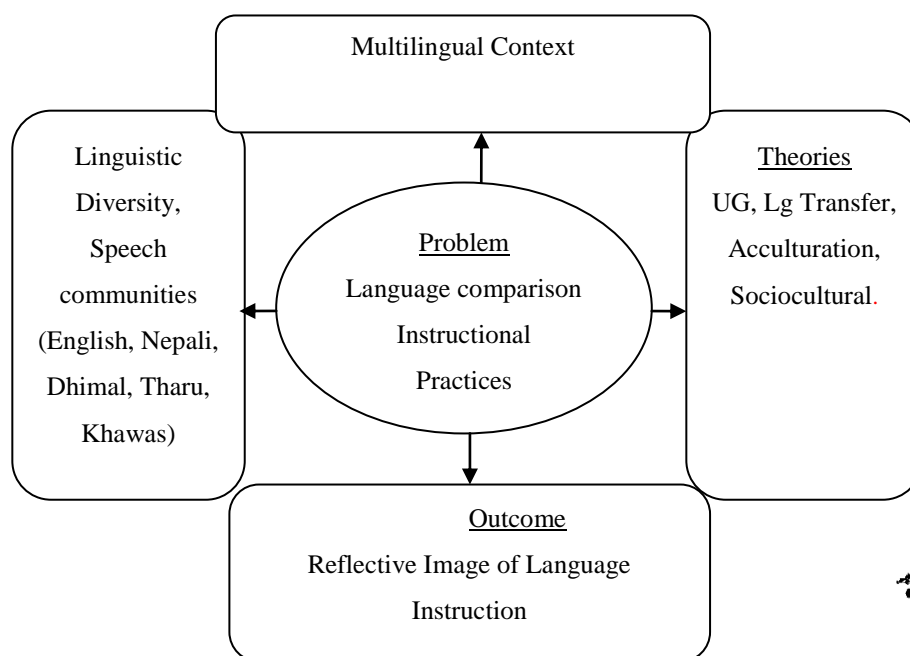 Multilingual Context
Linguistic
Diversity,
Speech
communities
(English, Nepali,
Dhimal, Tharu,
Khawas)
Problem
Language comparison
Instructional
Practices
Theories
UG, Lg Transfer,
Acculturation,
Sociocultural.
Outcome
Reflective Image of Language
Instruction